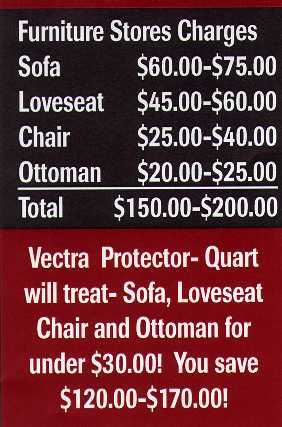 Furniture Stores Charges
Sofa $60.00-$75.00
Loveseat $45.00-$60.00
Chair $25.00-$40.00
Ottoman $20.00-$25.00
Total $150.00-$200.00
Vectra Protector- Quart
will treat- Sofa, Loveseat
Chair and Ottoman for
under $30.00! You save
$120.00-$170.00!